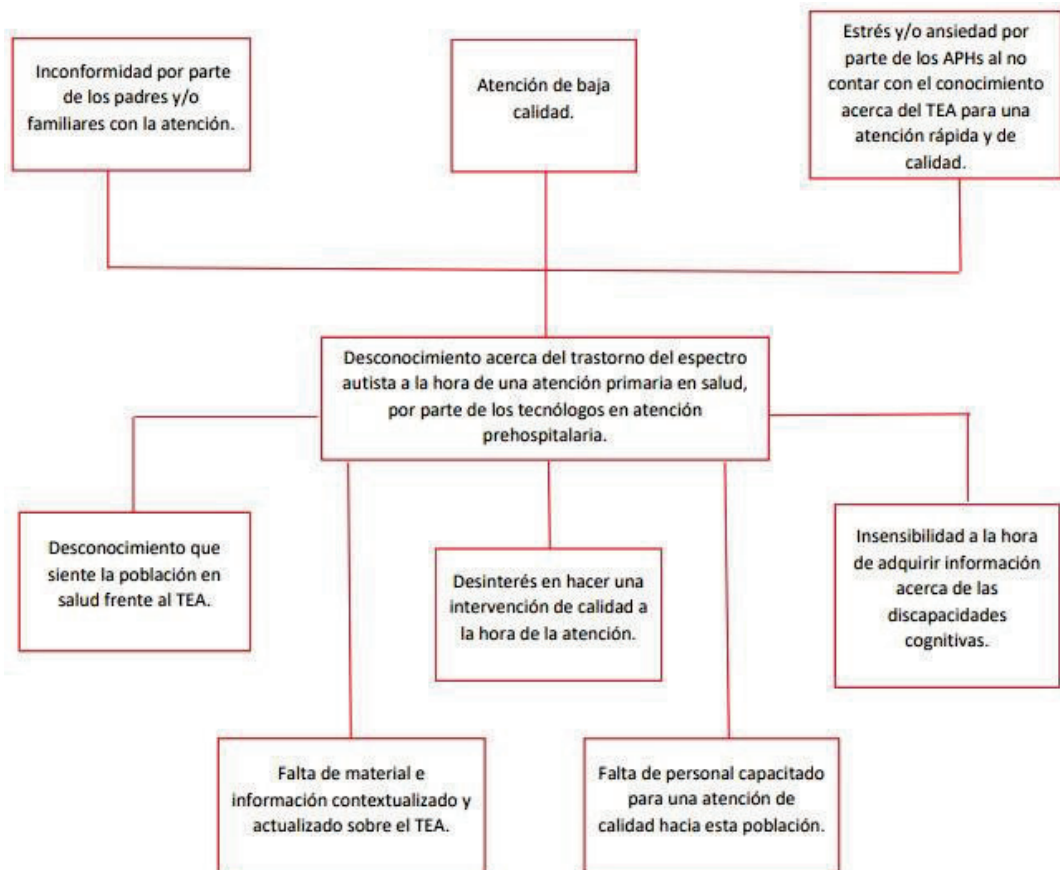 Inconformidad por parte
de los padres y/o
familiares con la atención.
Atención de baja
calidad.
Estrés y/o ansiedad por
parte de los APHs al no
contar con el conocimiento
acerca del TEA para una
atención rápida y de
calidad.
Desconocimiento acerca del trastorno del espectro
autista a la hora de una atención primaria en salud,
por parte de los tecnólogos en atención
prehospitalaria.
Desconocimiento que
siente la población en
salud frente al TEA.
Desinterés en hacer una
intervención de calidad a
la hora de la atención.
Insensibilidad a la hora
de adquirir información
acerca de las
discapacidades
cognitivas.
Falta de material e
información contextualizado y
actualizado sobre el TEA.
Falta de personal capacitado
para una atención de
calidad hacia esta población.